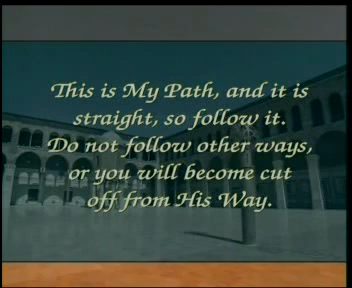 This is My Path, and it is
straight, so follow it.
Do not follow other ways,
or you will become cut
off from His Way.